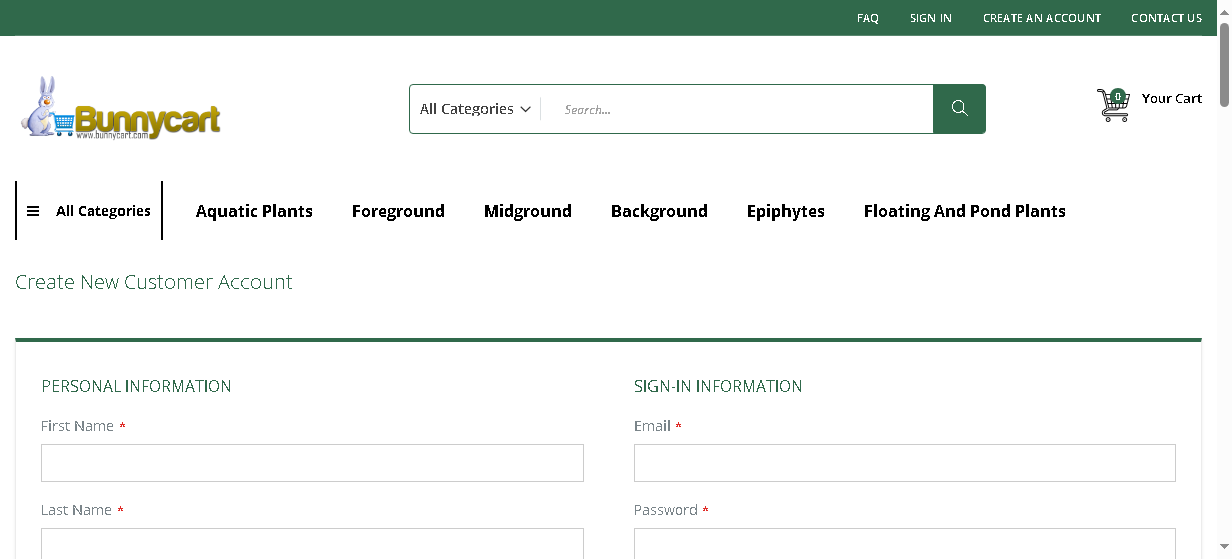 FAQ SIGN IN CREATE AN ACCOUNT CONTACT US
Bunnycart
www.bunnycart.com
All Categories Search... 0 Your Cart
All Categories Aquatic Plants Foreground Midground Background Epiphytes Floating And Pond Plants
Create New Customer Account
PERSONAL INFORMATION SIGN-IN INFORMATION
First Name * Email *
Last Name * Password *